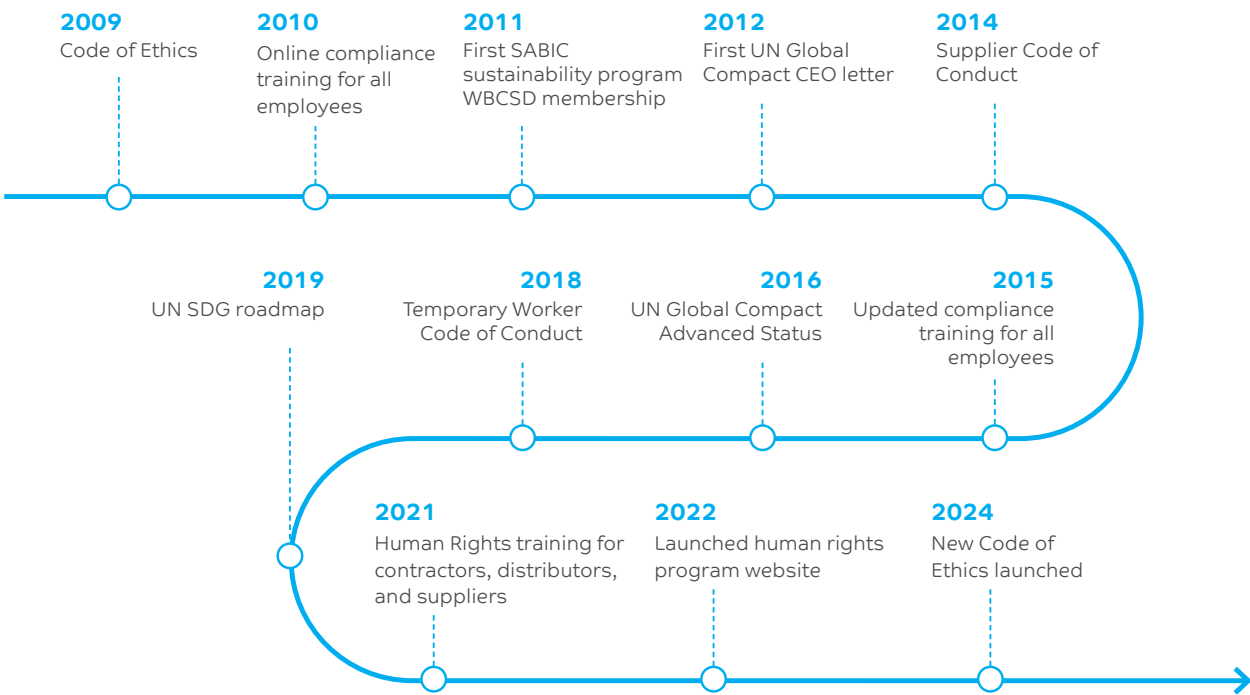 2009
Code of Ethics
2010
Online compliance
training for all
employees
2011
First SABIC
sustainability program
WBCSD membership
2012
First UN Global
Compact CEO letter
2014
Supplier Code of
Conduct
2015
Updated compliance
training for all
employees
2016
UN Global Compact
Advanced Status
2018
Temporary Worker
Code of Conduct
2019
UN SDG roadmap
2021
Human Rights training for
contractors, distributors,
and suppliers
2022
Launched human rights
program website
2024
New Code of
Ethics launched